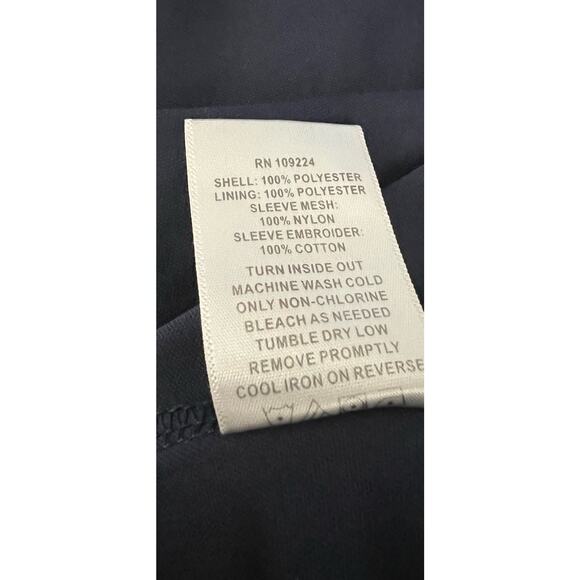 RN 109224
SHELL: 100% POLYESTER
LINING: 100% POLYESTER
SLEEVE MESH:
100% NYLON
SLEEVE EMBROIDER:
100% COTTON
TURN INSIDE OUT
MACHINE WASH COLD
ONLY NON-CHLORINE
BLEACH AS NEEDED
TUMBLE DRY LOW
REMOVE PROMPTLY
COOL IRON ON REVERSE